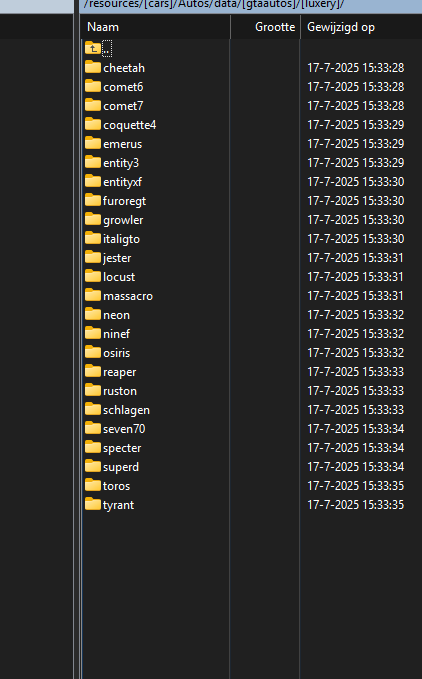 /resources/[cars]/Autos/data/[gtaautos]/[luxery]/
Naam Grootte Gewijzigd op
..
cheetah 17-7-2025 15:33:28
comet6 17-7-2025 15:33:28
comet7 17-7-2025 15:33:28
coquette4 17-7-2025 15:33:29
emerus 17-7-2025 15:33:29
entity3 17-7-2025 15:33:29
entityxf 17-7-2025 15:33:30
furoregt 17-7-2025 15:33:30
growler 17-7-2025 15:33:30
italigto 17-7-2025 15:33:30
jester 17-7-2025 15:33:31
locust 17-7-2025 15:33:31
massacro 17-7-2025 15:33:31
neon 17-7-2025 15:33:32
ninef 17-7-2025 15:33:32
osiris 17-7-2025 15:33:32
reaper 17-7-2025 15:33:33
ruston 17-7-2025 15:33:33
schlagen 17-7-2025 15:33:33
seven70 17-7-2025 15:33:34
specter 17-7-2025 15:33:34
superd 17-7-2025 15:33:34
toros 17-7-2025 15:33:35
tyrant 17-7-2025 15:33:35